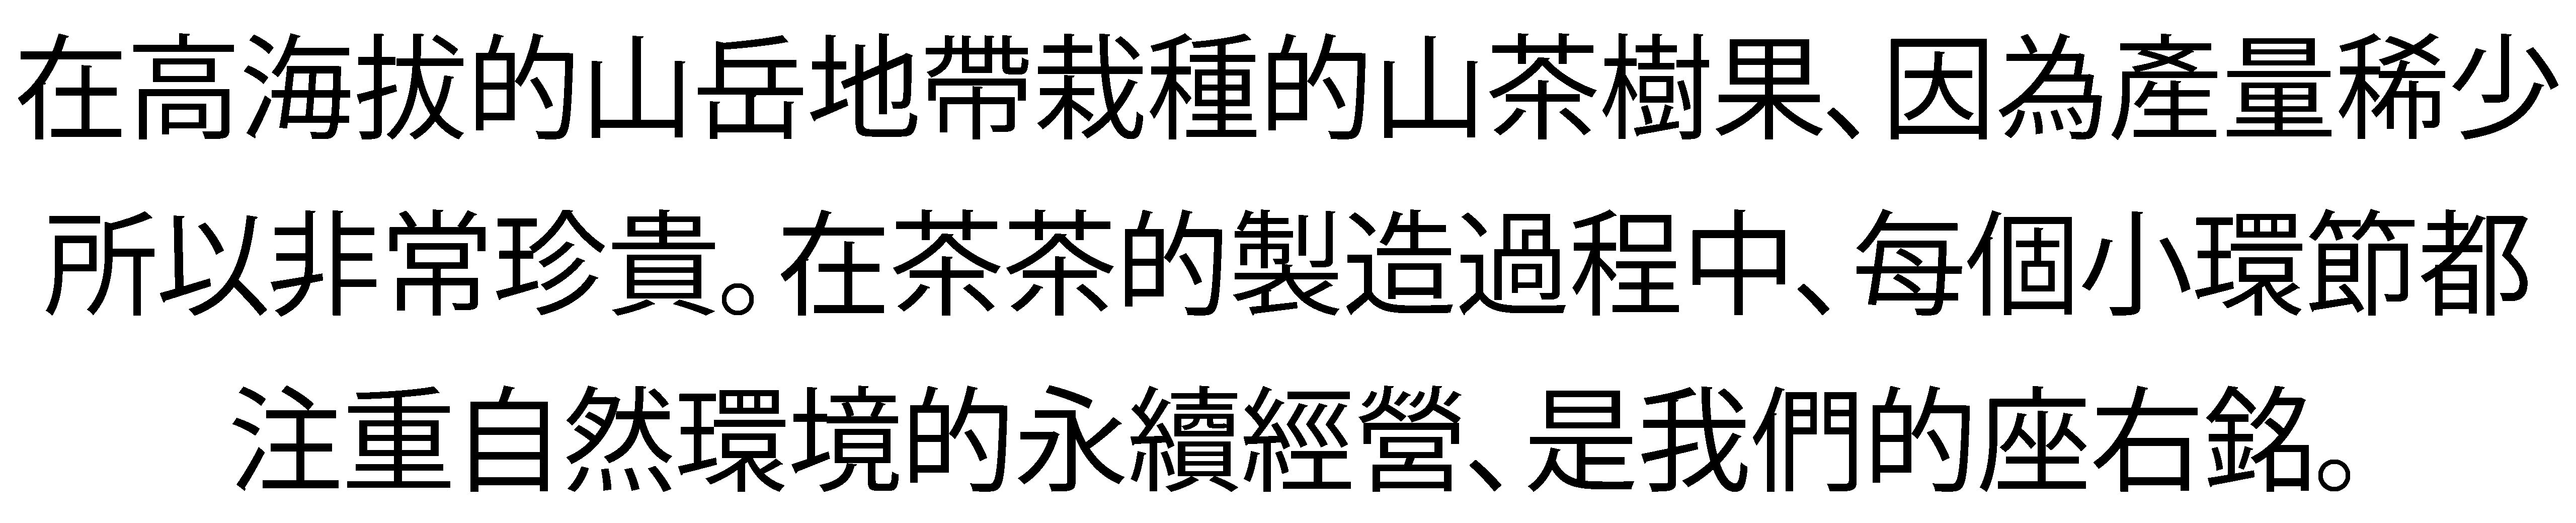 在高海拔的山岳地帶栽種的山茶樹果、因為產量稀少
所以非常珍貴。在茶茶的製造過程中、每個小環節都
注重自然環境的永續經營、是我們的座右銘。